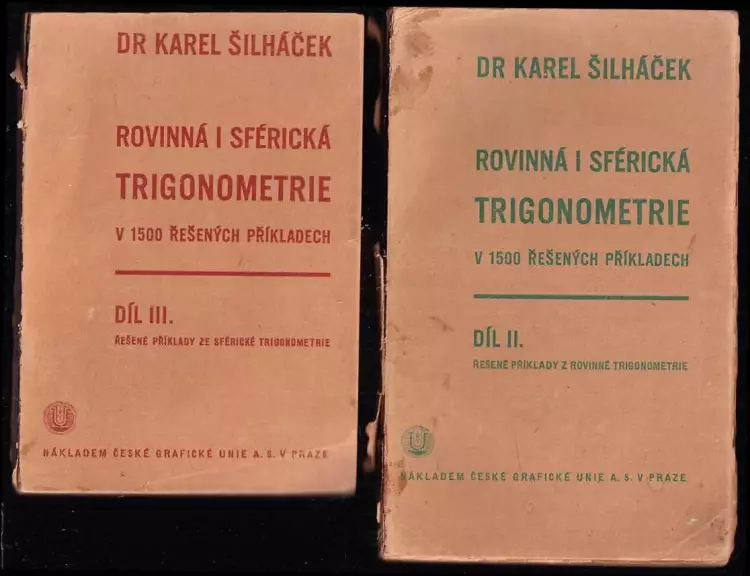 DR KAREL ŠILHÁČEK
ROVINNÁ I SFÉRICKÁ
TRIGONOMETRIE
V 1500 ŘEŠENÝCH PŘÍKLADECH
DÍL III.
ŘEŠENÉ PŘÍKLADY ZE SFÉRICKÉ TRIGONOMETRIE
NÁKLADEM ČESKÉ GRAFICKÉ UNIE A. S. V PRAZE
DR KAREL ŠILHÁČEK
ROVINNÁ I SFÉRICKÁ
TRIGONOMETRIE
V 1500 ŘEŠENÝCH PŘÍKLADECH
DÍL II.
ŘEŠENÉ PŘÍKLADY Z ROVINNÉ TRIGONOMETRIE
NÁKLADEM ČESKÉ GRAFICKÉ UNIE A. S. V PRAZE